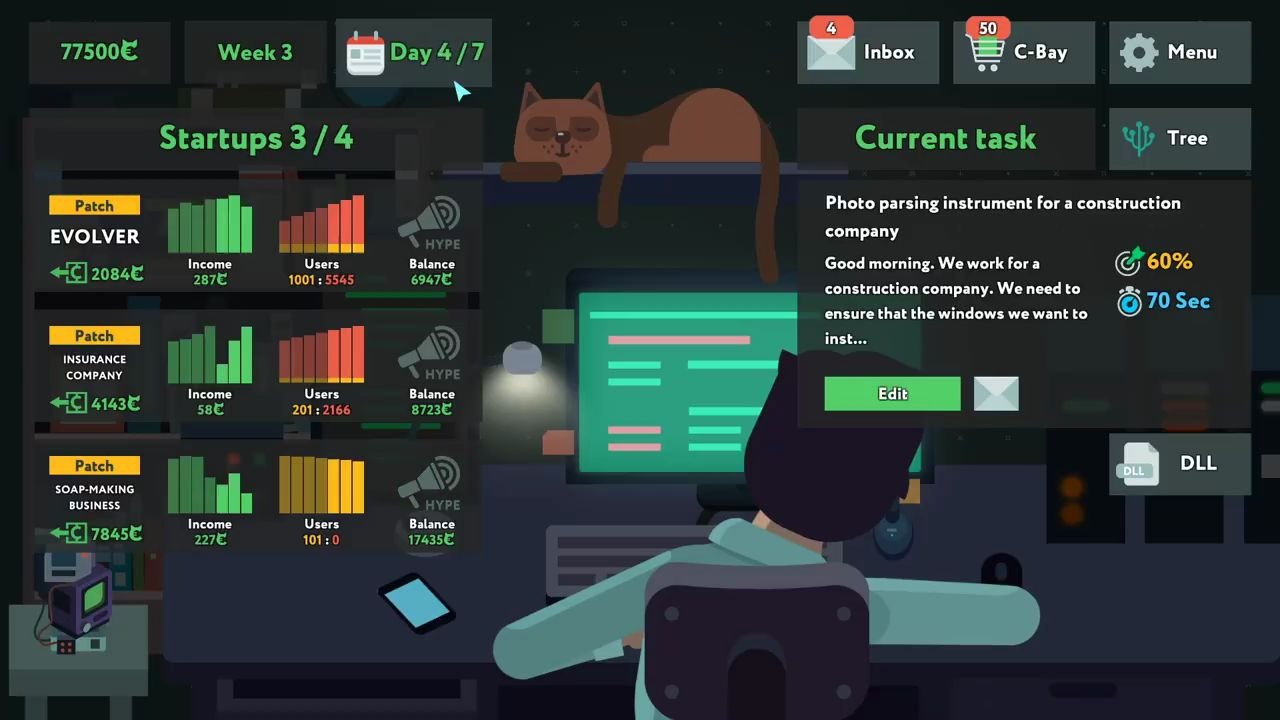 77500₡
Week 3
Day 4 / 7
4
Inbox
50
C-Bay
Menu
Startups 3 / 4
Current task
Tree
Patch
EVOLVER
2084₡
Income
287₡
Users
1001 : 5545
HYPE
Balance
6947₡
Patch
INSURANCE
COMPANY
4143₡
Income
58₡
Users
201 : 2166
HYPE
Balance
8723₡
Patch
SOAP-MAKING
BUSINESS
7845₡
Income
227₡
Users
101 : 0
HYPE
Balance
17435₡
Photo parsing instrument for a construction
company
Good morning. We work for a
construction company. We need to
ensure that the windows we want to
inst...
60%
70 Sec
Edit
DLL
DLL